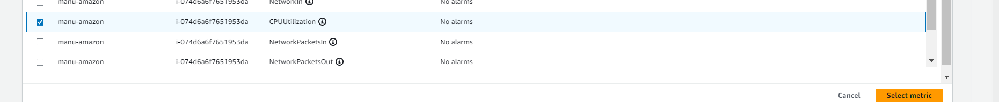 manu-amazon i-074d6a6f7651953da NetworkIn No alarms
manu-amazon i-074d6a6f7651953da CPUUtilization No alarms
manu-amazon i-074d6a6f7651953da NetworkPacketsIn No alarms
manu-amazon i-074d6a6f7651953da NetworkPacketsOut No alarms
Cancel Select metric